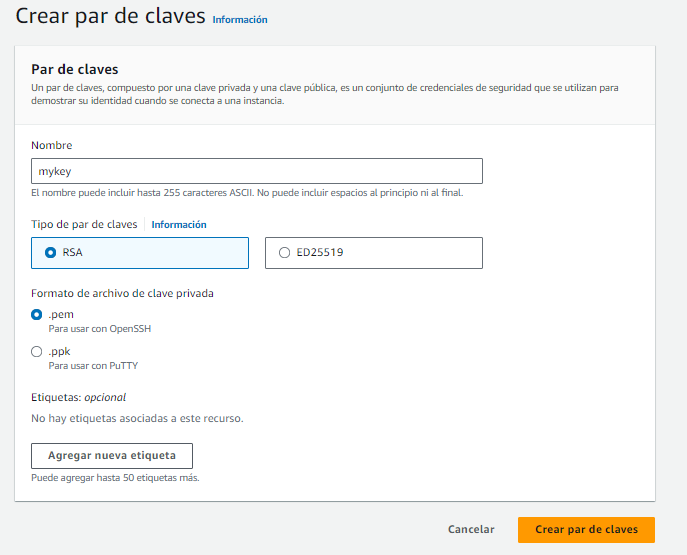 Crear par de claves Información
Par de claves
Un par de claves, compuesto por una clave privada y una clave pública, es un conjunto de credenciales de seguridad que se utilizan para
demostrar su identidad cuando se conecta a una instancia.
Nombre
mykey
El nombre puede incluir hasta 255 caracteres ASCII. No puede incluir espacios al principio ni al final.
Tipo de par de claves Información
RSA ED25519
Formato de archivo de clave privada
.pem
Para usar con OpenSSH
.ppk
Para usar con PuTTY
Etiquetas: opcional
No hay etiquetas asociadas a este recurso.
Agregar nueva etiqueta
Puede agregar hasta 50 etiquetas más.
Cancelar Crear par de claves